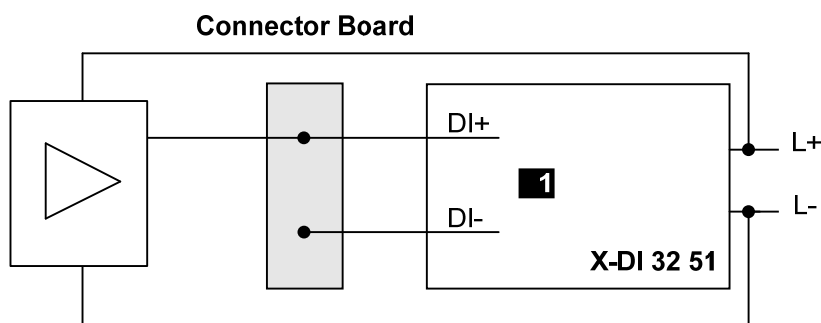 Connector Board
DI+
L+
1
L-
DI-
X-DI 32 51